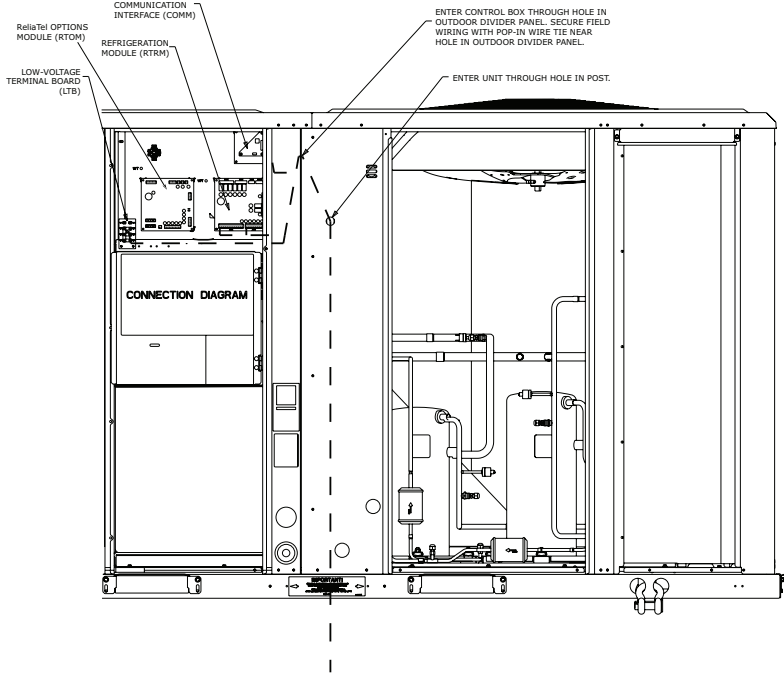 COMMUNICATION
INTERFACE (COMM)
ReliaTel OPTIONS
MODULE (RTOM)
REFRIGERATION
MODULE (RTRM)
LOW-VOLTAGE
TERMINAL BOARD
(LTB)
ENTER CONTROL BOX THROUGH HOLE IN
OUTDOOR DIVIDER PANEL. SECURE FIELD
WIRING WITH POP-IN WIRE TIE NEAR
HOLE IN OUTDOOR DIVIDER PANEL.
ENTER UNIT THROUGH HOLE IN POST.
CONNECTION DIAGRAM
IMPORTANT!